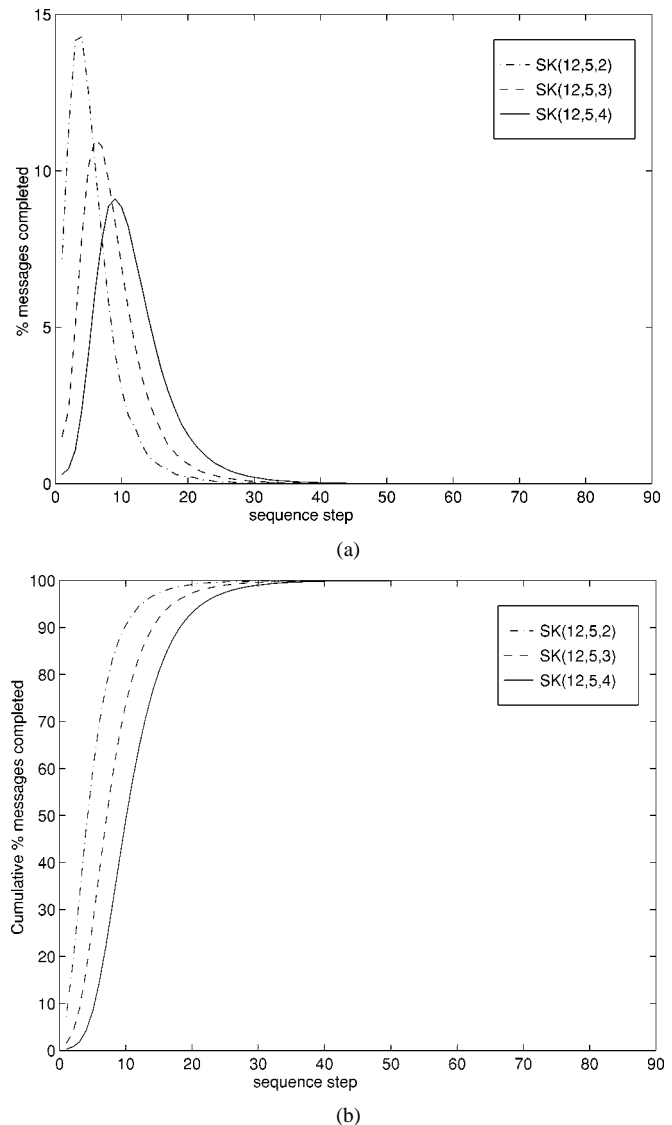 15
10
5
0
% messages completed
SK(12,5,2)
SK(12,5,3)
SK(12,5,4)
0 10 20 30 40 50 60 70 80 90
sequence step
(a)
100
90
80
70
60
50
40
30
20
10
0
Cumulative % messages completed
SK(12,5,2)
SK(12,5,3)
SK(12,5,4)
0 10 20 30 40 50 60 70 80 90
sequence step
(b)